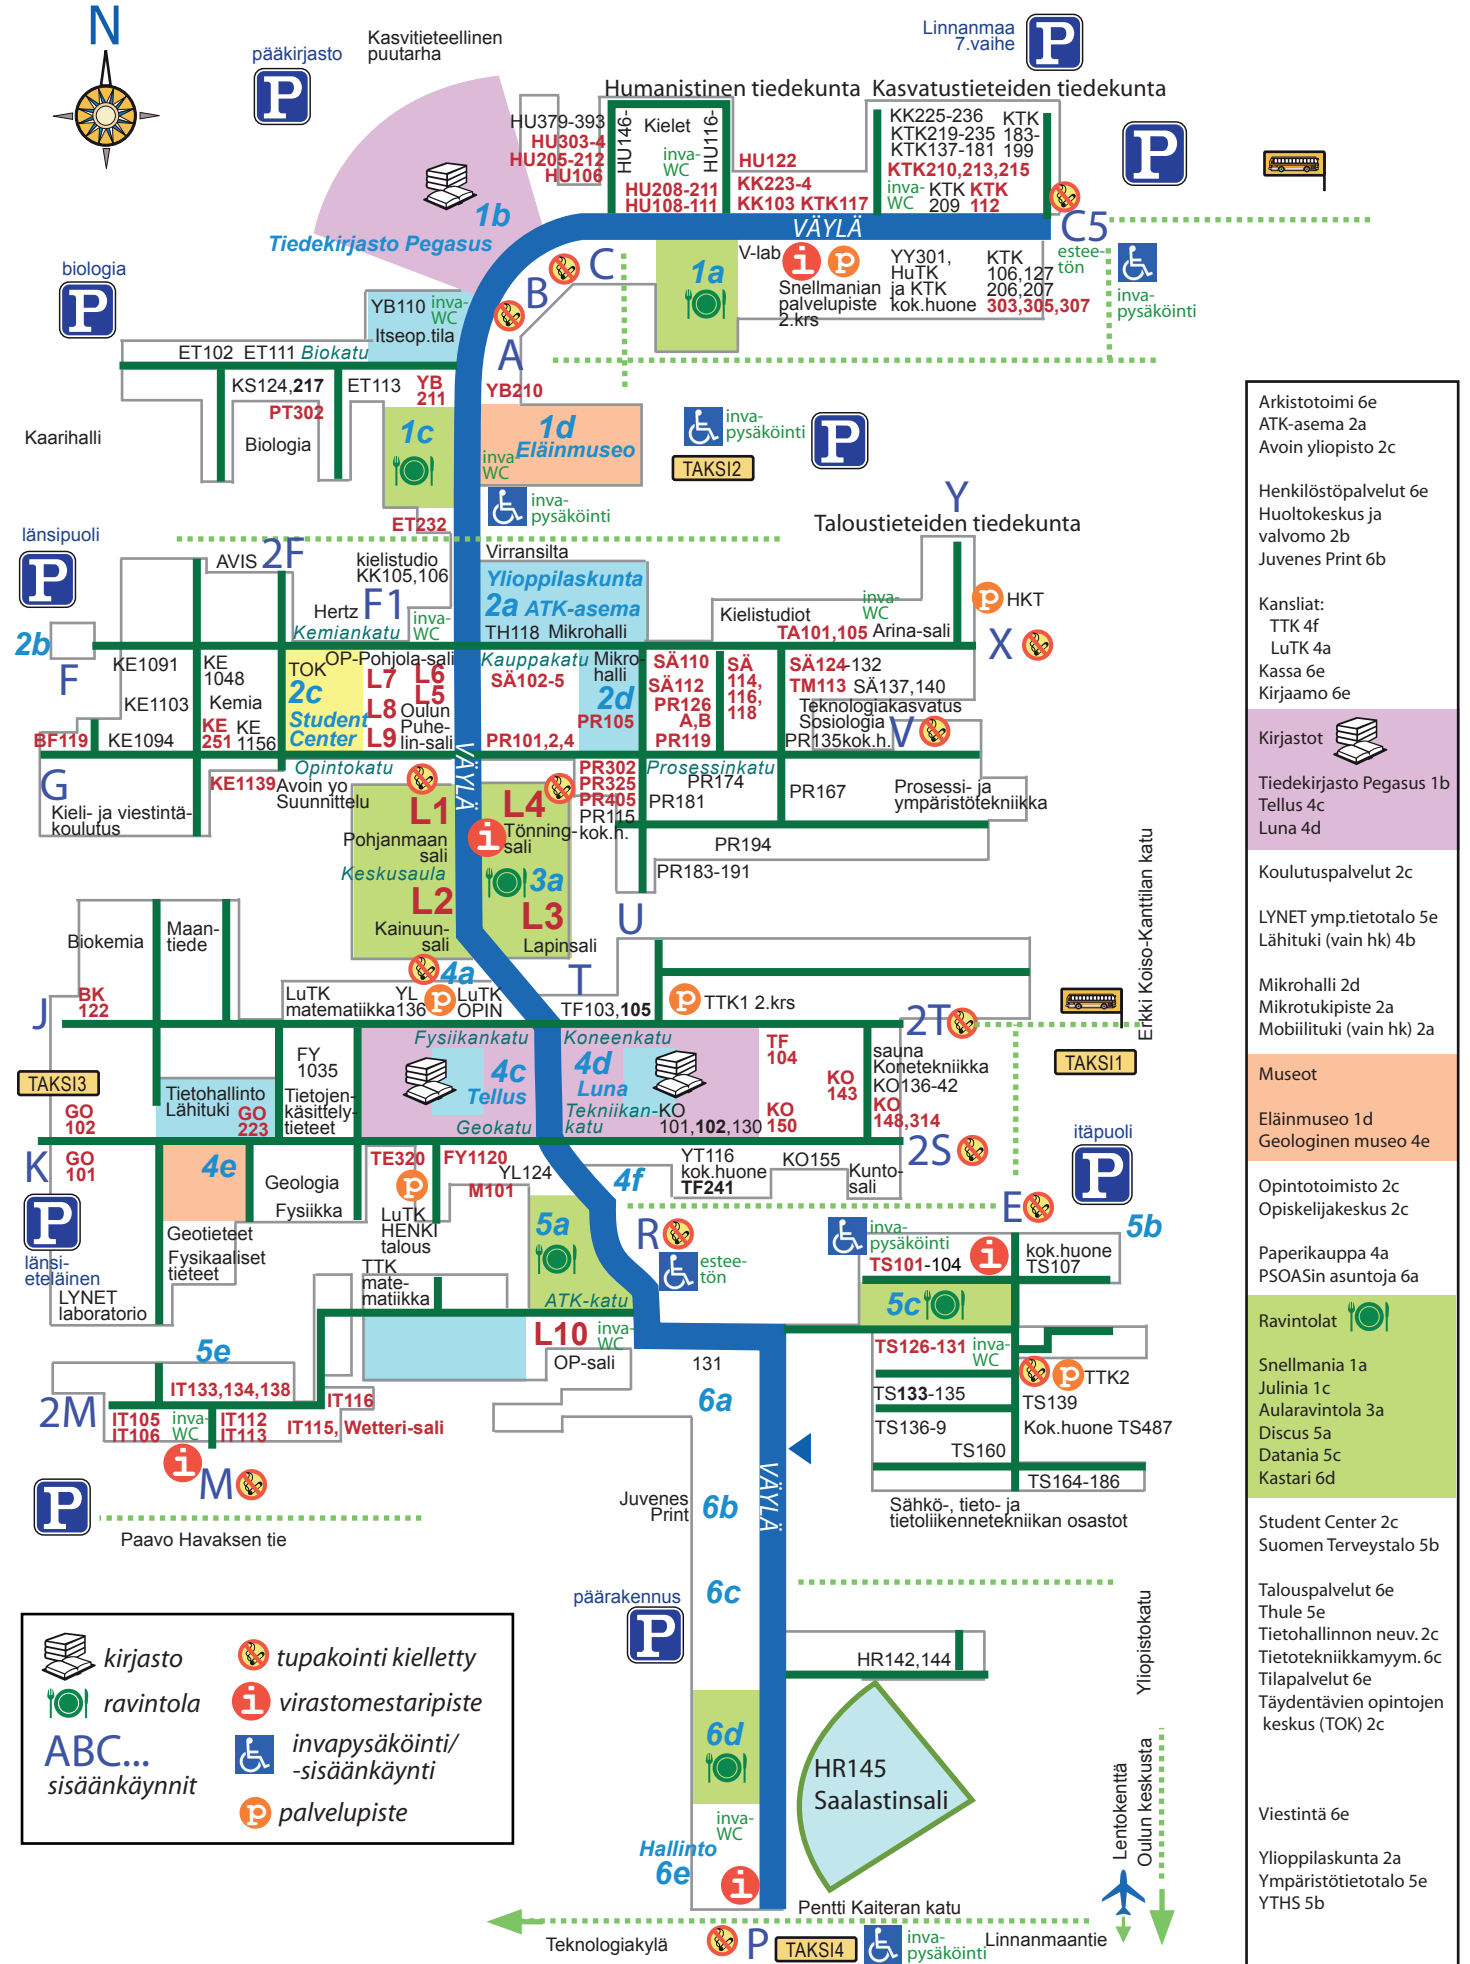 N
pääkirjasto
P
Kasvitieteellinen
puutarha
Linnanmaa
7.vaihe
P
Humanistinen tiedekunta
Kasvatustieteiden tiedekunta
HU379-393
HU303-4
HU205-212
HU106
HU146-
Kielet
inva-
WC
HU116-
HU208-211
HU108-111
HU122
KK223-4
KK103 KTK117
KK225-236
KTK219-235
KTK137-181
KTK
183-
199
KTK210,213,215
inva-
WC
KTK
209
KTK
112
P
1b
Tiedekirjasto Pegasus
VÄYLÄ
C5
estee-
tön
inva-
pysäköinti
B
C
A
1a
V-lab
i
p
Snellmanian
palvelupiste
2.krs
YY301,
HuTK
ja KTK
kok.huone
KTK
106,127
206,207
303,305,307
biologia
P
YB110
inva-
WC
Itseop.tila
ET102
ET111
Biokatu
KS124,217
PT302
ET113
YB
211
YB210
Kaarihalli
Biologia
1c
1d
Eläinmuseo
inva-
WC
inva-
pysäköinti
P
TAKSI2
inva-
pysäköinti
ET232
Y
Taloustieteiden tiedekunta
länsipuoli
P
AVIS
2F
kielistudio
KK105,106
Virransilta
Ylioppilaskunta
2a ATK-asema
Hertz
F1
inva-
WC
Kemiankatu
TH118 Mikrohalli
Kielistudiot
inva-
WC
TA101,105
Arina-sali
p
HKT
X
2b
F
KE1091
KE
1048
TOK
2c
Student
Center
OP-Pohjola-sali
L7
L6
L5
L8
L9
Oulun
Puhe-
lin-sali
Kauppakatu
SÄ102-5
Mikro-
halli
2d
PR105
SÄ110
SÄ112
PR126
A,B
PR119
SÄ
114,
116,
118
SÄ124-132
TM113
SÄ137,140
Teknologiakasvatus
Sosiologia
PR135kok.h.
V
KE1103
Kemia
KE
251
KE
1156
BF119
KE1094
PR101,2,4
VÄYLÄ
G
Kieli- ja viestintä-
koulutus
KE1139
Opintokatu
Avoin yo
Suunnittelu
L1
Pohjanmaan
sali
Keskusaula
L2
Kainuun-
sali
L4
i
Tönning-
sali
3a
L3
Lapinsali
PR302
PR325
PR405
PR115
kok.h.
Prosessinkatu
PR174
PR181
PR167
Prosessi- ja
ympäristötekniikka
PR194
PR183-191
U
Erkki Koiso-Kanttilan katu
Biokemia
Maan-
tiede
BK
122
J
LuTK
matematiikka
YL
136
p
4a
LuTK
OPIN
T
TF103,105
p
TTK1 2.krs
2T
TAKSI1
TAKSI3
GO
102
Tietohallinto
Lähituki
GO
223
FY
1035
Tietojen-
käsittely-
tieteet
Fysiikankatu
4c
Tellus
Geokatu
Koneenkatu
4d
Luna
Tekniikan-
katu
KO
101,102,130
TF
104
KO
150
KO
143
sauna
Konetekniikka
KO136-42
KO
148,314
2S
itäpuoli
P
K
GO
101
P
länsi-
eteläinen
4e
Geologia
Fysiikka
TE320
p
LuTK
HENKI
talous
FY1120
YL124
M101
4f
YT116
kok.huone
TF241
KO155
Kunto-
sali
E
Geotieteet
Fysikaaliset
tieteet
LYNET
laboratorio
TTK
mate-
matiikka
5a
ATK-katu
R
estee-
tön
inva-
pysäköinti
TS101-104
i
kok.huone
TS107
5b
5c
5e
L10
inva-
WC
OP-sali
131
TS126-131
inva-
WC
TS133-135
p
TTK2
TS139
TS136-9
Kok.huone TS487
TS160
TS164-186
Sähkö-, tieto- ja
tietoliikennetekniikan osastot
2M
IT133,134,138
IT105
IT106
inva-
WC
IT112
IT113
IT116
IT115, Wetteri-sali
i
M
P
Paavo Havaksen tie
6a
VÄYLÄ
Juvenes
Print
6b
6c
päärakennus
P
HR142,144
Yliopistokatu
6d
HR145
Saalastinsali
inva-
WC
Hallinto
6e
i
Lentokenttä
Oulun keskusta
Pentti Kaiteran katu
Teknologiakylä
P
TAKSI4
inva-
pysäköinti
Linnanmaantie
kirjasto
ravintola
ABC...
sisäänkäynnit
tupakointi kielletty
i
virastomestaripiste
invapysäköinti/
-sisäänkäynti
p
palvelupiste
Arkistotoimi 6e
ATK-asema 2a
Avoin yliopisto 2c
Henkilöstöpalvelut 6e
Huoltokeskus ja
valvomo 2b
Juvenes Print 6b
Kansliat:
TTK 4f
LuTK 4a
Kassa 6e
Kirjaamo 6e
Kirjastot
Tiedekirjasto Pegasus 1b
Tellus 4c
Luna 4d
Koulutuspalvelut 2c
LYNET ymp.tietotalo 5e
Lähituki (vain hk) 4b
Mikrohalli 2d
Mikrotukipiste 2a
Mobiilituki (vain hk) 2a
Museot
Eläinmuseo 1d
Geologinen museo 4e
Opintotoimisto 2c
Opiskelijakeskus 2c
Paperikauppa 4a
PSOASin asuntoja 6a
Ravintolat
Snellmania 1a
Julinia 1c
Aularavintola 3a
Discus 5a
Datania 5c
Kastari 6d
Student Center 2c
Suomen Terveystalo 5b
Talouspalvelut 6e
Thule 5e
Tietohallinnon neuv. 2c
Tietotekniikkamyym. 6c
Tilapalvelut 6e
Täydentävien opintojen
keskus (TOK) 2c
Viestintä 6e
Ylioppilaskunta 2a
Ympäristötietotalo 5e
YTHS 5b